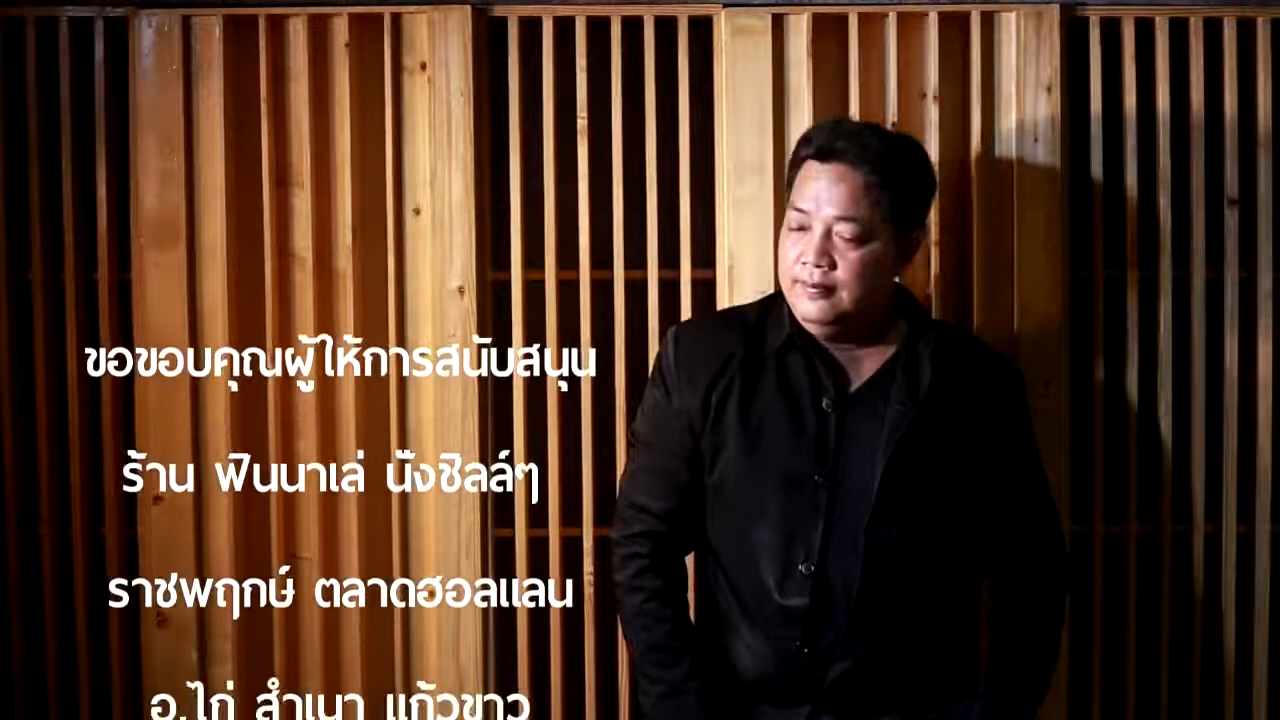 ขอขอบคุณผู้ให้การสนับสนุน
ร้าน ฟินนาเล่ นั่งชิลล์ๆ
ราชพฤกษ์ ตลาดฮอลแลน
อ.ไก่ สำเนา แก้วขาว